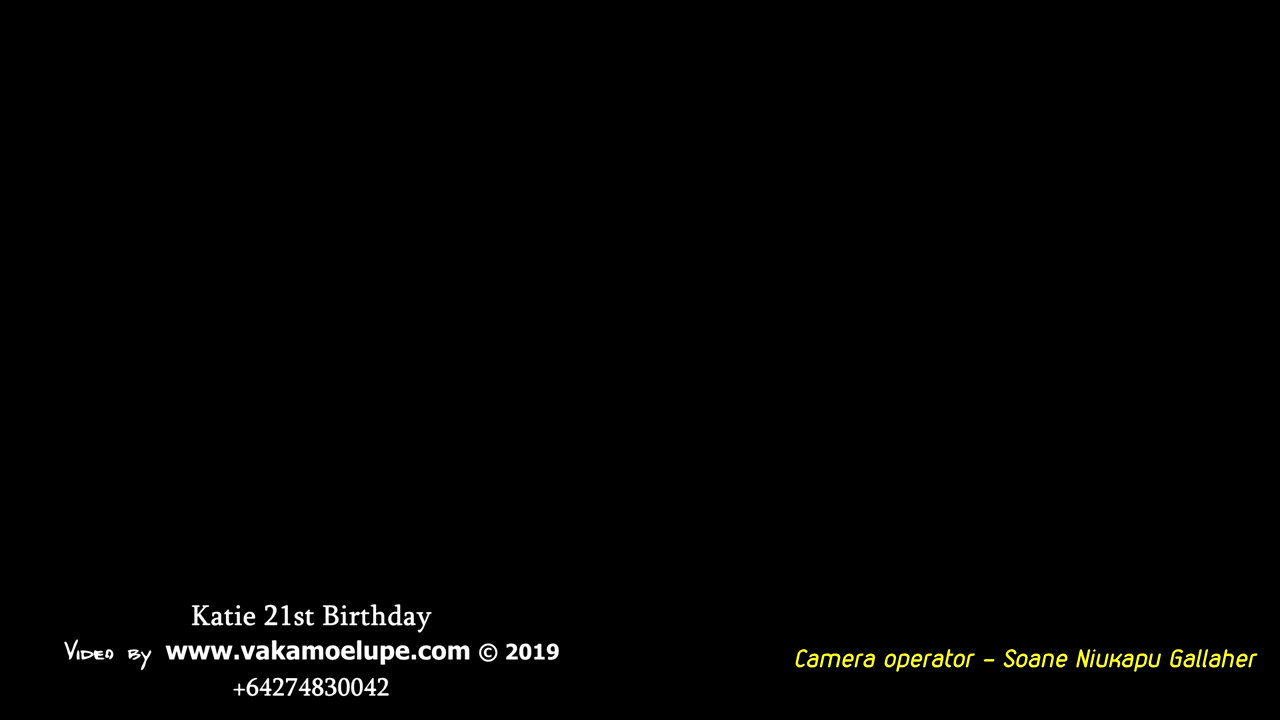 Katie 21st Birthday
Video by www.vakamoelupe.com © 2019
+64274830042
Camera operator - Soane Niukapu Gallaher